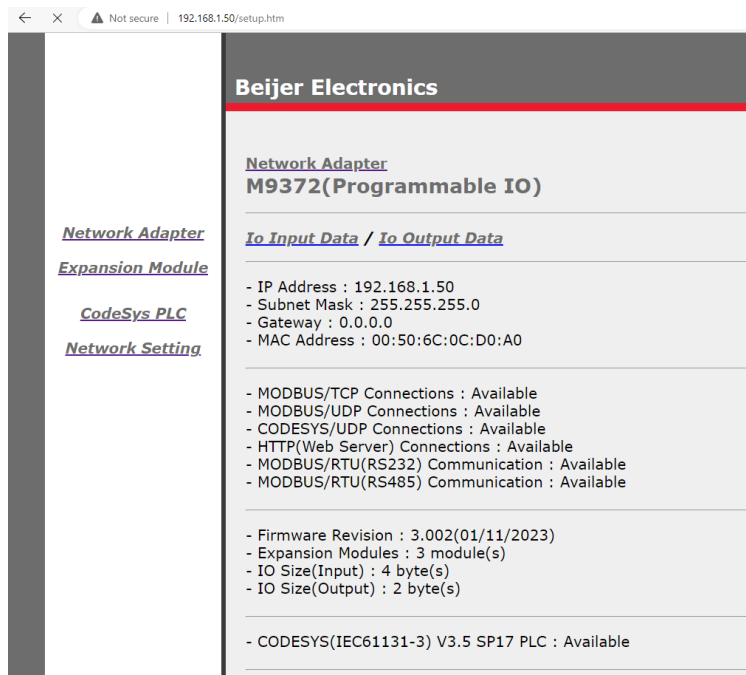 Not secure | 192.168.1.50/setup.htm
Beijer Electronics
Network Adapter
Expansion Module
CodeSys PLC
Network Setting
Network Adapter
M9372(Programmable IO)
Io Input Data / Io Output Data
- IP Address : 192.168.1.50
- Subnet Mask : 255.255.255.0
- Gateway : 0.0.0.0
- MAC Address : 00:50:6C:0C:D0:A0
- MODBUS/TCP Connections : Available
- MODBUS/UDP Connections : Available
- CODESYS/UDP Connections : Available
- HTTP(Web Server) Connections : Available
- MODBUS/RTU(RS232) Communication : Available
- MODBUS/RTU(RS485) Communication : Available
- Firmware Revision : 3.002(01/11/2023)
- Expansion Modules : 3 module(s)
- IO Size(Input) : 4 byte(s)
- IO Size(Output) : 2 byte(s)
- CODESYS(IEC61131-3) V3.5 SP17 PLC : Available